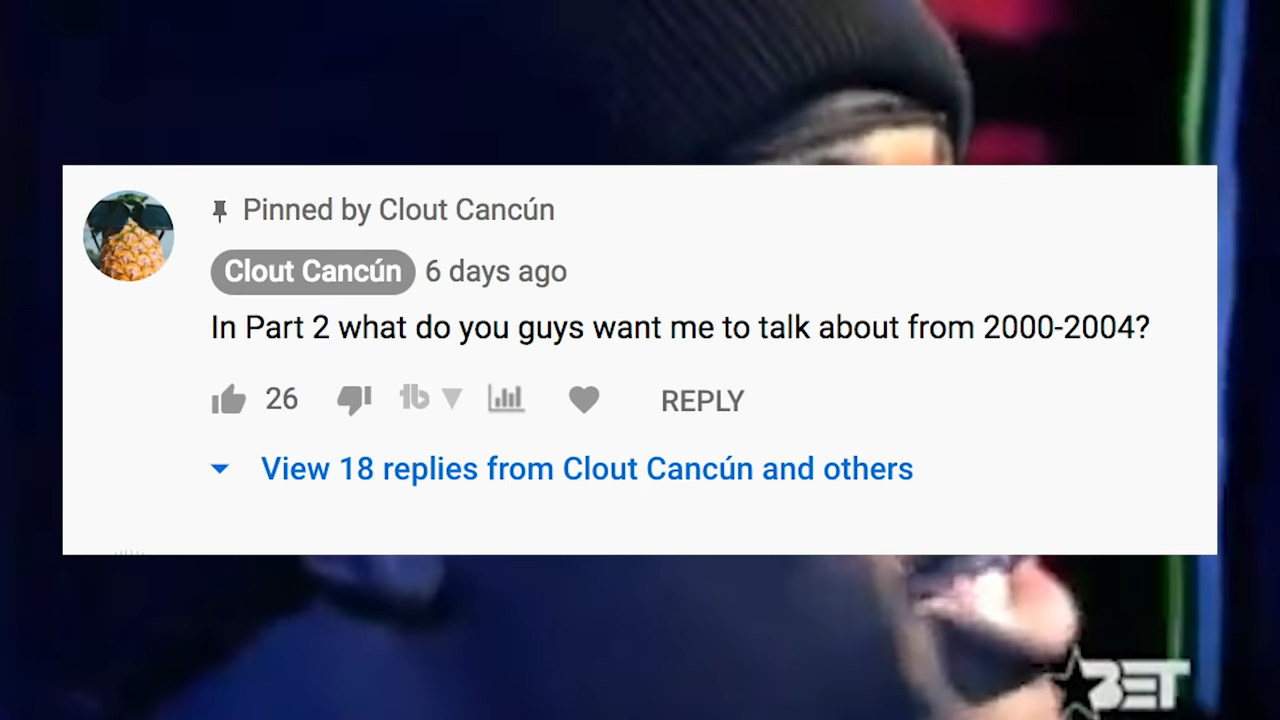 Pinned by Clout Cancún
Clout Cancún 6 days ago
In Part 2 what do you guys want me to talk about from 2000-2004?
26
REPLY
View 18 replies from Clout Cancún and others
BET